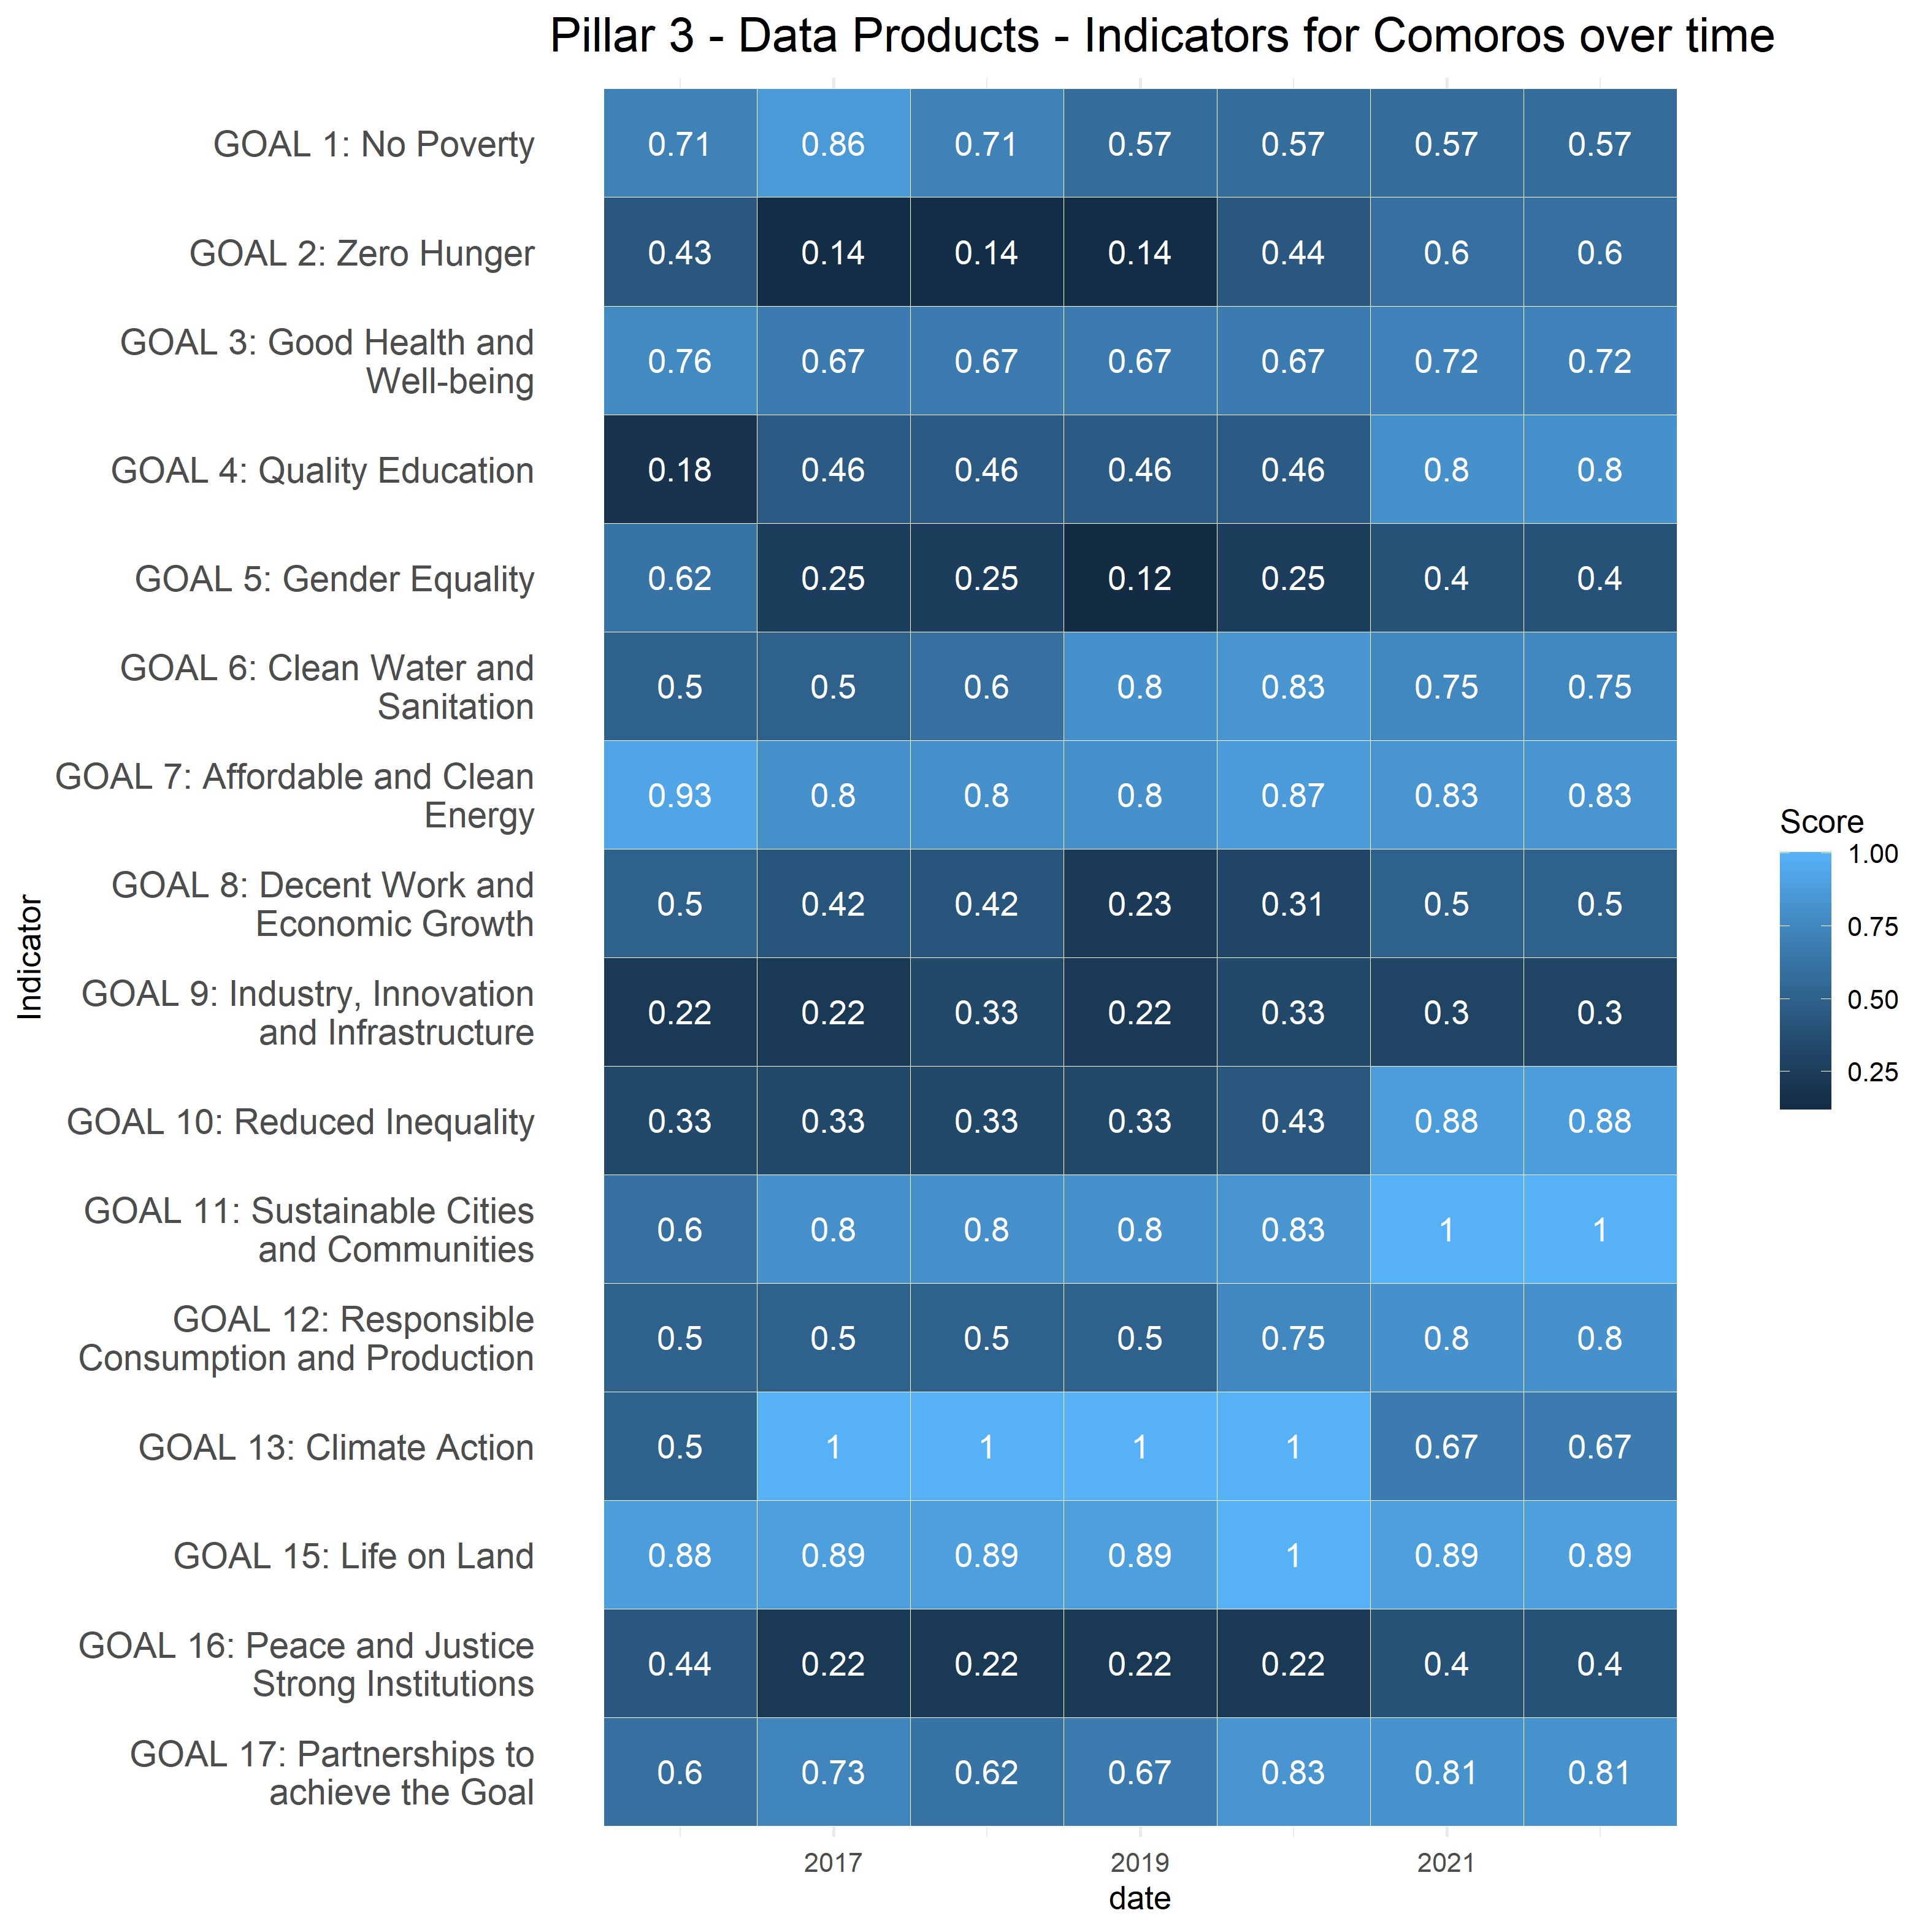 Pillar 3 - Data Products - Indicators for Comoros over time
GOAL 1: No Poverty
0.71 0.86 0.71 0.57 0.57 0.57 0.57
GOAL 2: Zero Hunger
0.43 0.14 0.14 0.14 0.44 0.6 0.6
GOAL 3: Good Health and
Well-being
0.76 0.67 0.67 0.67 0.67 0.72 0.72
GOAL 4: Quality Education
0.18 0.46 0.46 0.46 0.46 0.8 0.8
GOAL 5: Gender Equality
0.62 0.25 0.25 0.12 0.25 0.4 0.4
GOAL 6: Clean Water and
Sanitation
0.5 0.5 0.6 0.8 0.83 0.75 0.75
GOAL 7: Affordable and Clean
Energy
0.93 0.8 0.8 0.8 0.87 0.83 0.83
GOAL 8: Decent Work and
Economic Growth
0.5 0.42 0.42 0.23 0.31 0.5 0.5
GOAL 9: Industry, Innovation
and Infrastructure
0.22 0.22 0.33 0.22 0.33 0.3 0.3
GOAL 10: Reduced Inequality
0.33 0.33 0.33 0.33 0.43 0.88 0.88
GOAL 11: Sustainable Cities
and Communities
0.6 0.8 0.8 0.8 0.83 1 1
GOAL 12: Responsible
Consumption and Production
0.5 0.5 0.5 0.5 0.75 0.8 0.8
GOAL 13: Climate Action
0.5 1 1 1 1 0.67 0.67
GOAL 15: Life on Land
0.88 0.89 0.89 0.89 1 0.89 0.89
GOAL 16: Peace and Justice
Strong Institutions
0.44 0.22 0.22 0.22 0.22 0.4 0.4
GOAL 17: Partnerships to
achieve the Goal
0.6 0.73 0.62 0.67 0.83 0.81 0.81
2017 2019 2021
date
Indicator
Score
1.00
0.75
0.50
0.25